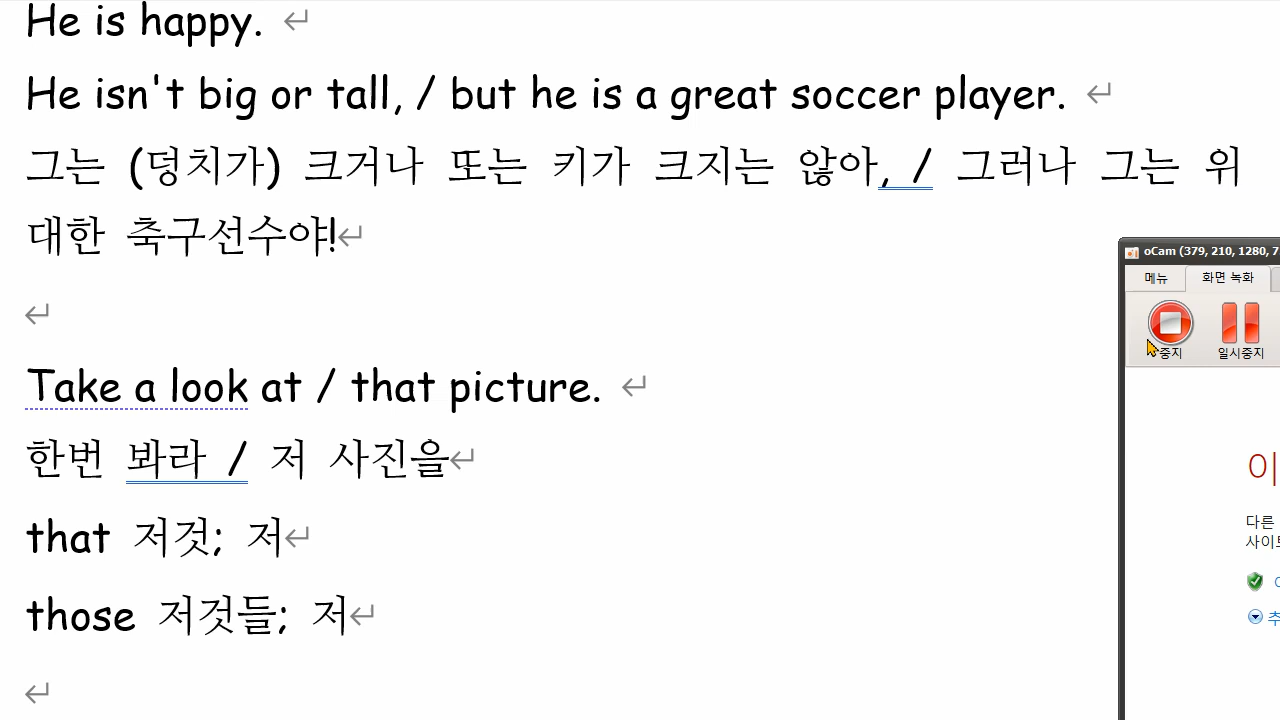 He is happy.
He isn't big or tall, / but he is a great soccer player.
그는 (덩치가) 크거나 또는 키가 크지는 않아, / 그러나 그는 위
대한 축구선수야!
Take a look at / that picture.
한번 봐라 / 저 사진을
that 저것; 저
those 저것들; 저
oCam (379, 210, 1280, 7
메뉴 화면 녹화
중지 일시중지
이
다른
사이트
추